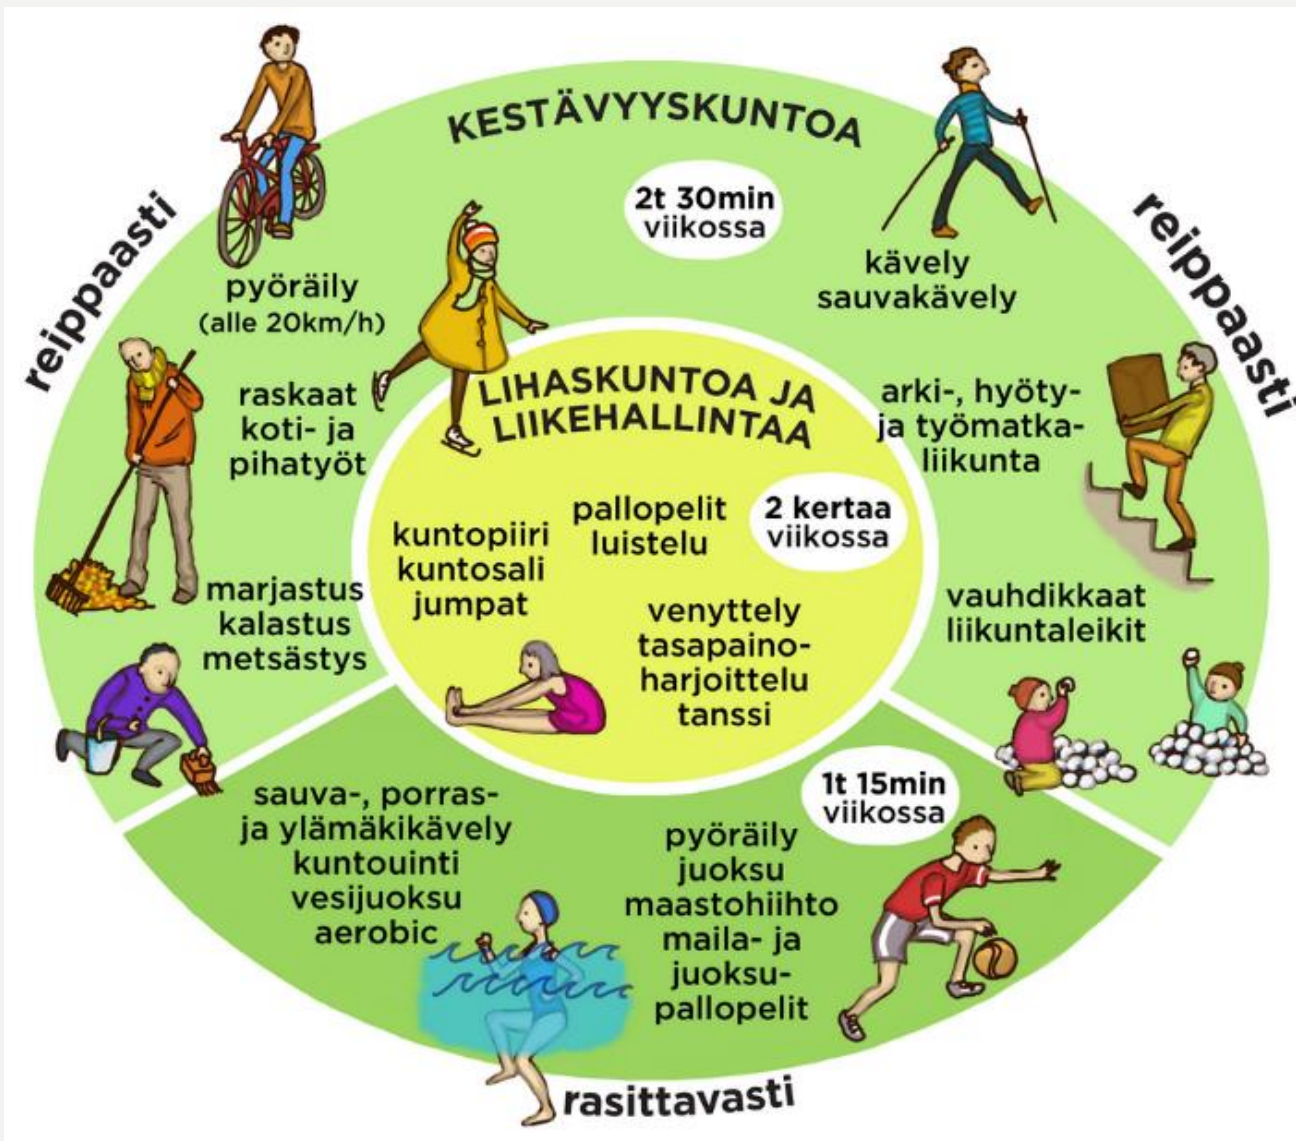 KESTÄVYYSKUNTOA
2t 30min
viikossa
reippaasti
reippaasti
pyöräily
(alle 20km/h)
kävely
sauvakävely
raskaat
koti- ja
pihatyöt
arki-, hyöty-
ja työmatka-
liikunta
marjastus
kalastus
metsästys
vauhdikkaat
liikuntaleikit
LIHASKUNTOA JA
LIIKEHALLINTAA
2 kertaa
viikossa
kuntopiiri
kuntosali
jumpat
pallopelit
luistelu
venyttely
tasapaino-
harjoittelu
tanssi
1t 15min
viikossa
sauva-, porras-
ja ylämäkikävely
kuntouinti
vesijuoksu
aerobic
pyöräily
juoksu
maastohiihto
maila- ja
juoksu-
pallopelit
rasittavasti